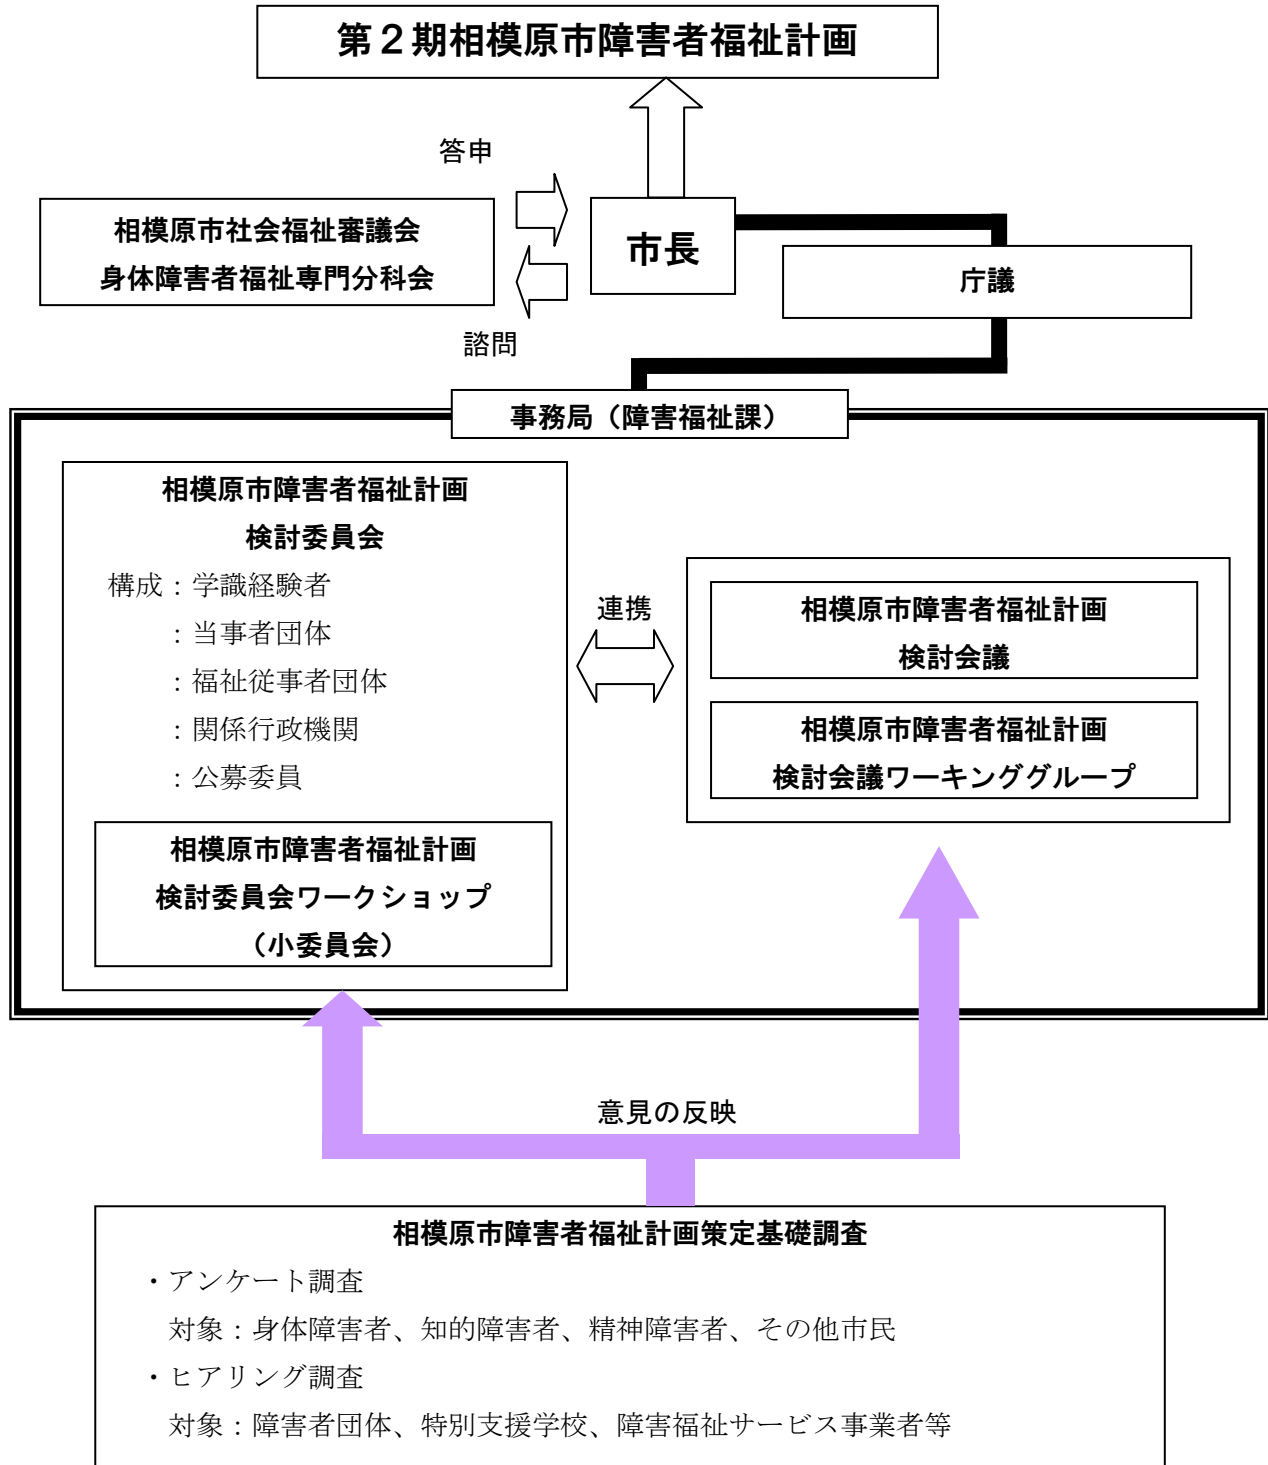 第２期相模原市障害者福祉計画
答申
相模原市社会福祉審議会
身体障害者福祉専門分科会
市長
庁議
諮問
事務局（障害福祉課）
相模原市障害者福祉計画
検討委員会
構成：学識経験者
：当事者団体
：福祉従事者団体
：関係行政機関
：公募委員
相模原市障害者福祉計画
検討委員会ワークショップ
（小委員会）
連携
相模原市障害者福祉計画
検討会議
相模原市障害者福祉計画
検討会議ワーキンググループ
意見の反映
相模原市障害者福祉計画策定基礎調査
・アンケート調査
対象：身体障害者、知的障害者、精神障害者、その他市民
・ヒアリング調査
対象：障害者団体、特別支援学校、障害福祉サービス事業者等